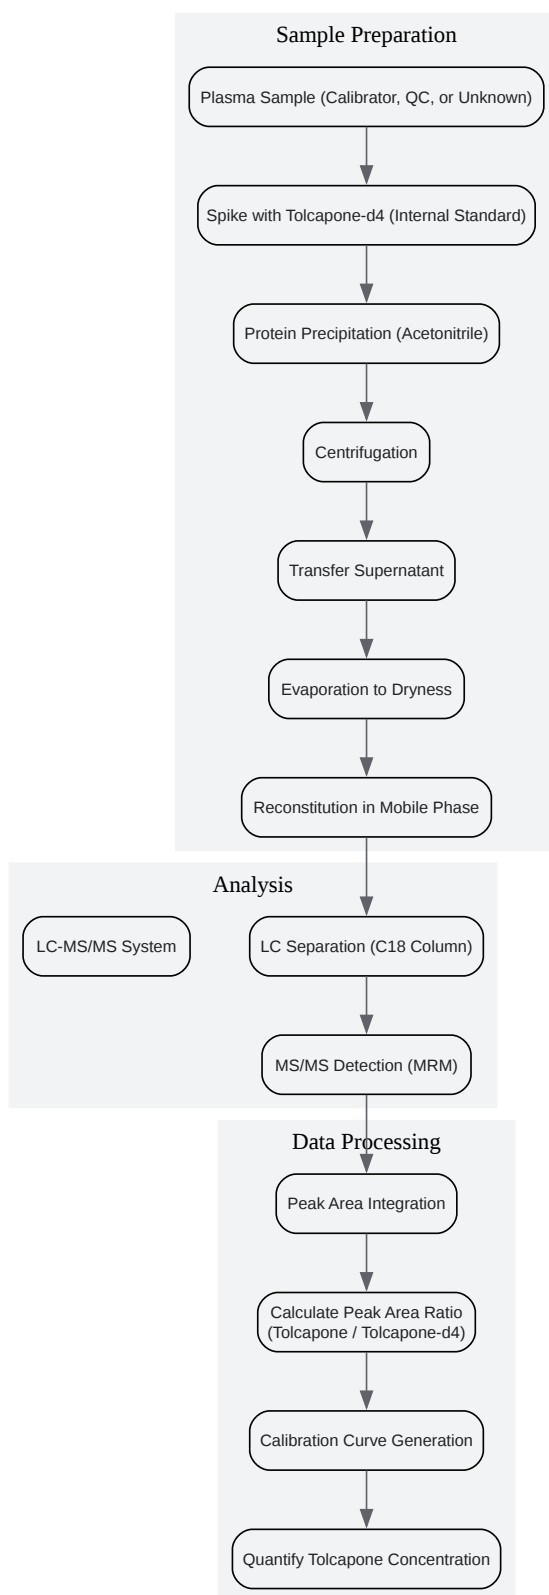 Sample Preparation
Plasma Sample (Calibrator, QC, or Unknown)
Spike with Tolcapone-d4 (Internal Standard)
Protein Precipitation (Acetonitrile)
Centrifugation
Transfer Supernatant
Evaporation to Dryness
Reconstitution in Mobile Phase
Analysis
LC-MS/MS System
LC Separation (C18 Column)
MS/MS Detection (MRM)
Data Processing
Peak Area Integration
Calculate Peak Area Ratio
(Tolcapone / Tolcapone-d4)
Calibration Curve Generation
Quantify Tolcapone Concentration